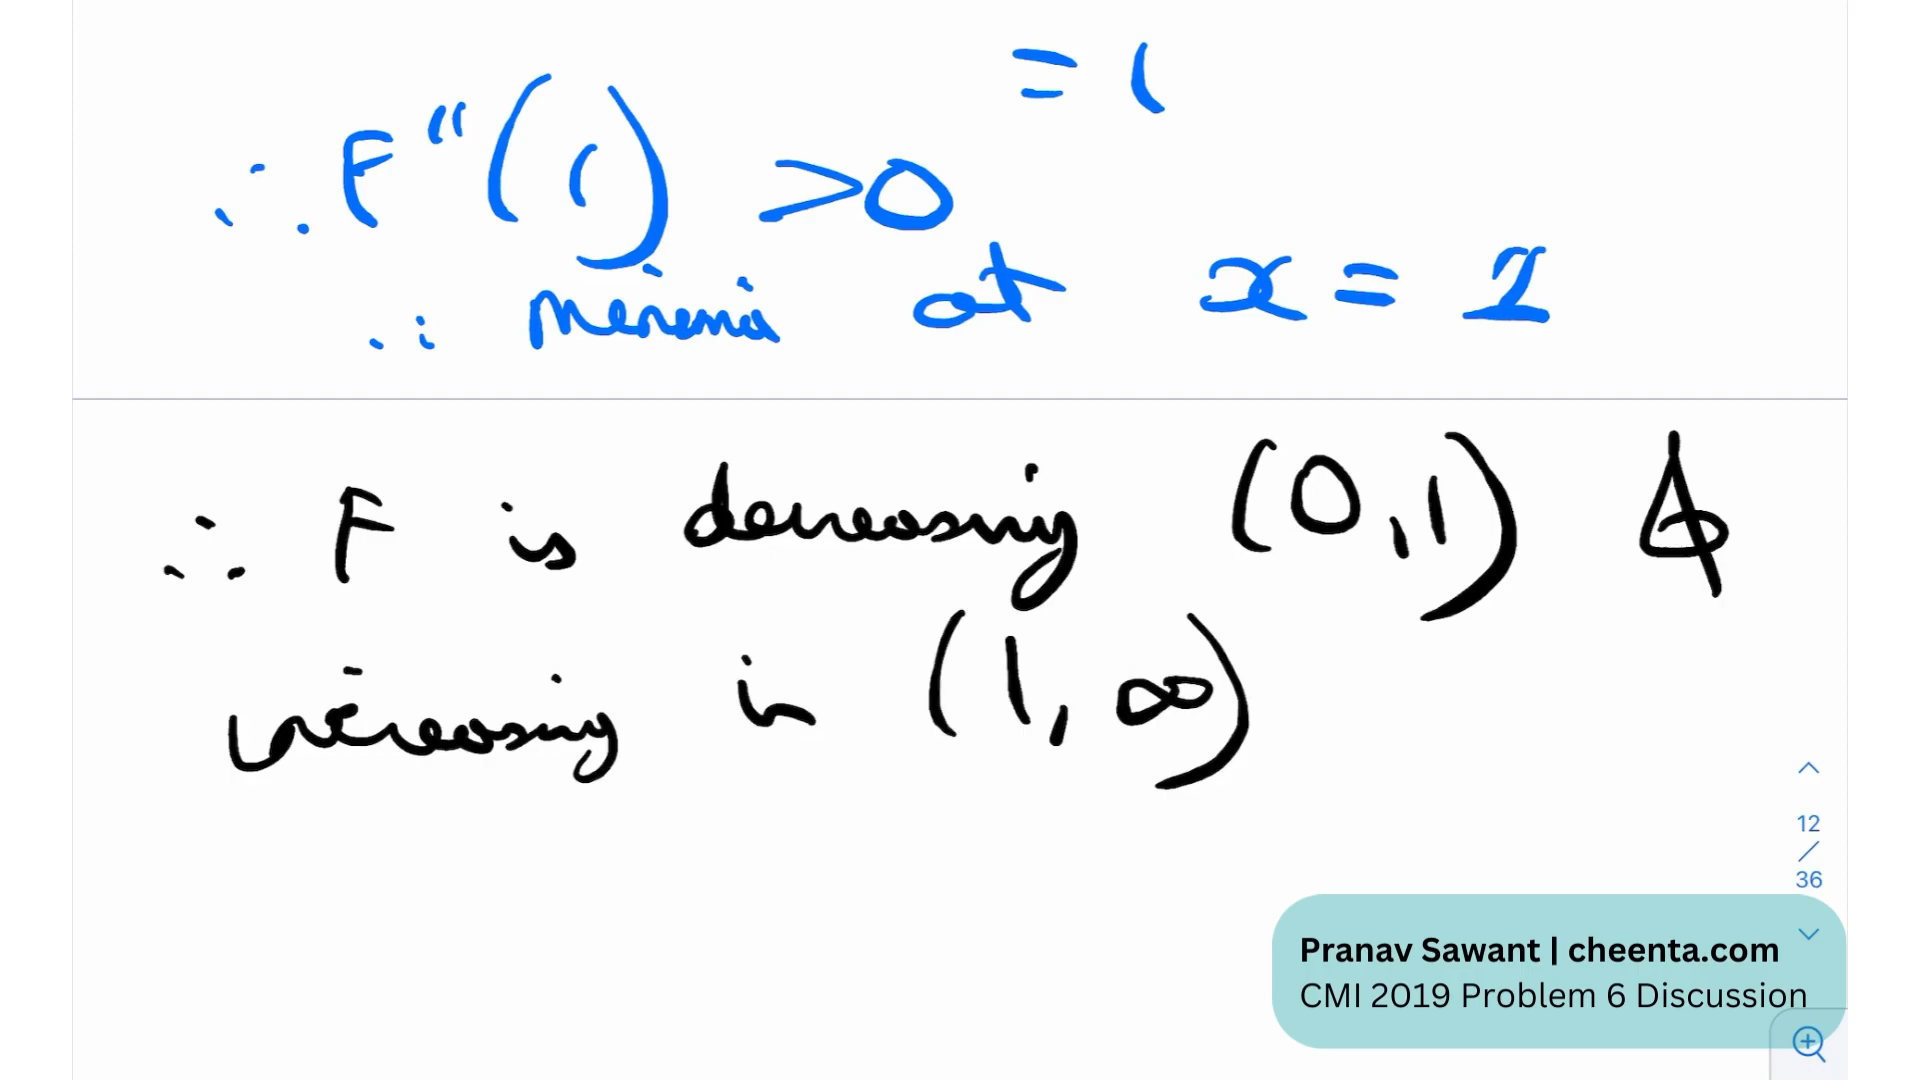 = 1
∴ F"(1) >0
∴ minima at x = 1
∴ F is decreasing (0,1) &
increasing in (1, ∞)
12
/
36
Pranav Sawant | cheenta.com
CMI 2019 Problem 6 Discussion